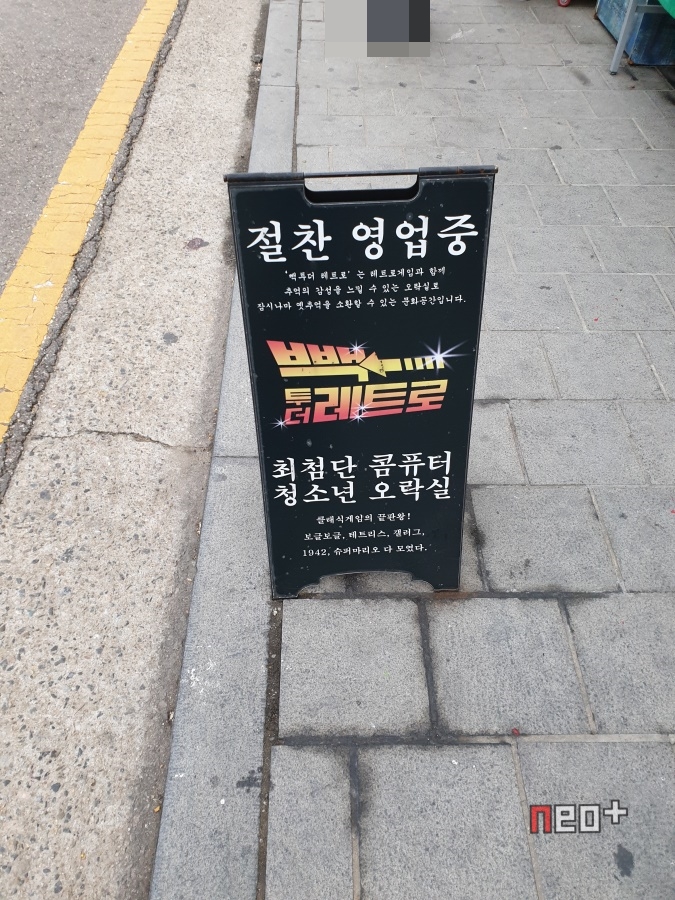 절찬 영업중
'빽투더 레트로' 는 레트로게임과 함께
추억의 감성을 느낄 수 있는 오락실로
잠시나마 옛추억을 소환할 수 있는 문화공간입니다.
빽
투더 레트로
최첨단 콤퓨터
청소년 오락실
클래식게임의 끝판왕!
보글보글, 테트리스, 갤러그,
1942, 슈퍼마리오 다 모였다.
neo+